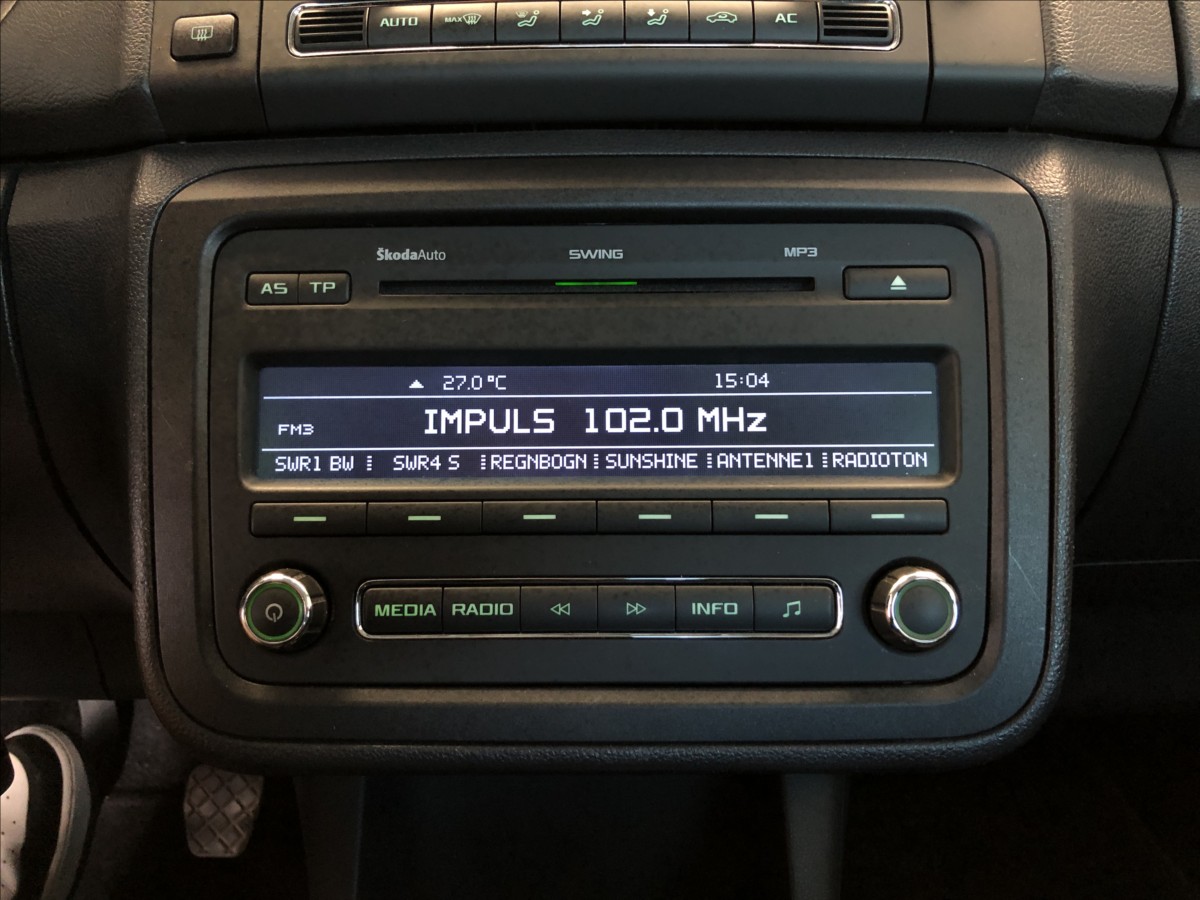 AUTO MAX AC
ŠkodaAuto SWING MP3
AS TP
27.0 °C 15:04
FM3 IMPULS 102.0 MHz
SWR1 BW SWR4 S REGNBOGN SUNSHINE ANTENNE1 RADIOTON
MEDIA RADIO INFO